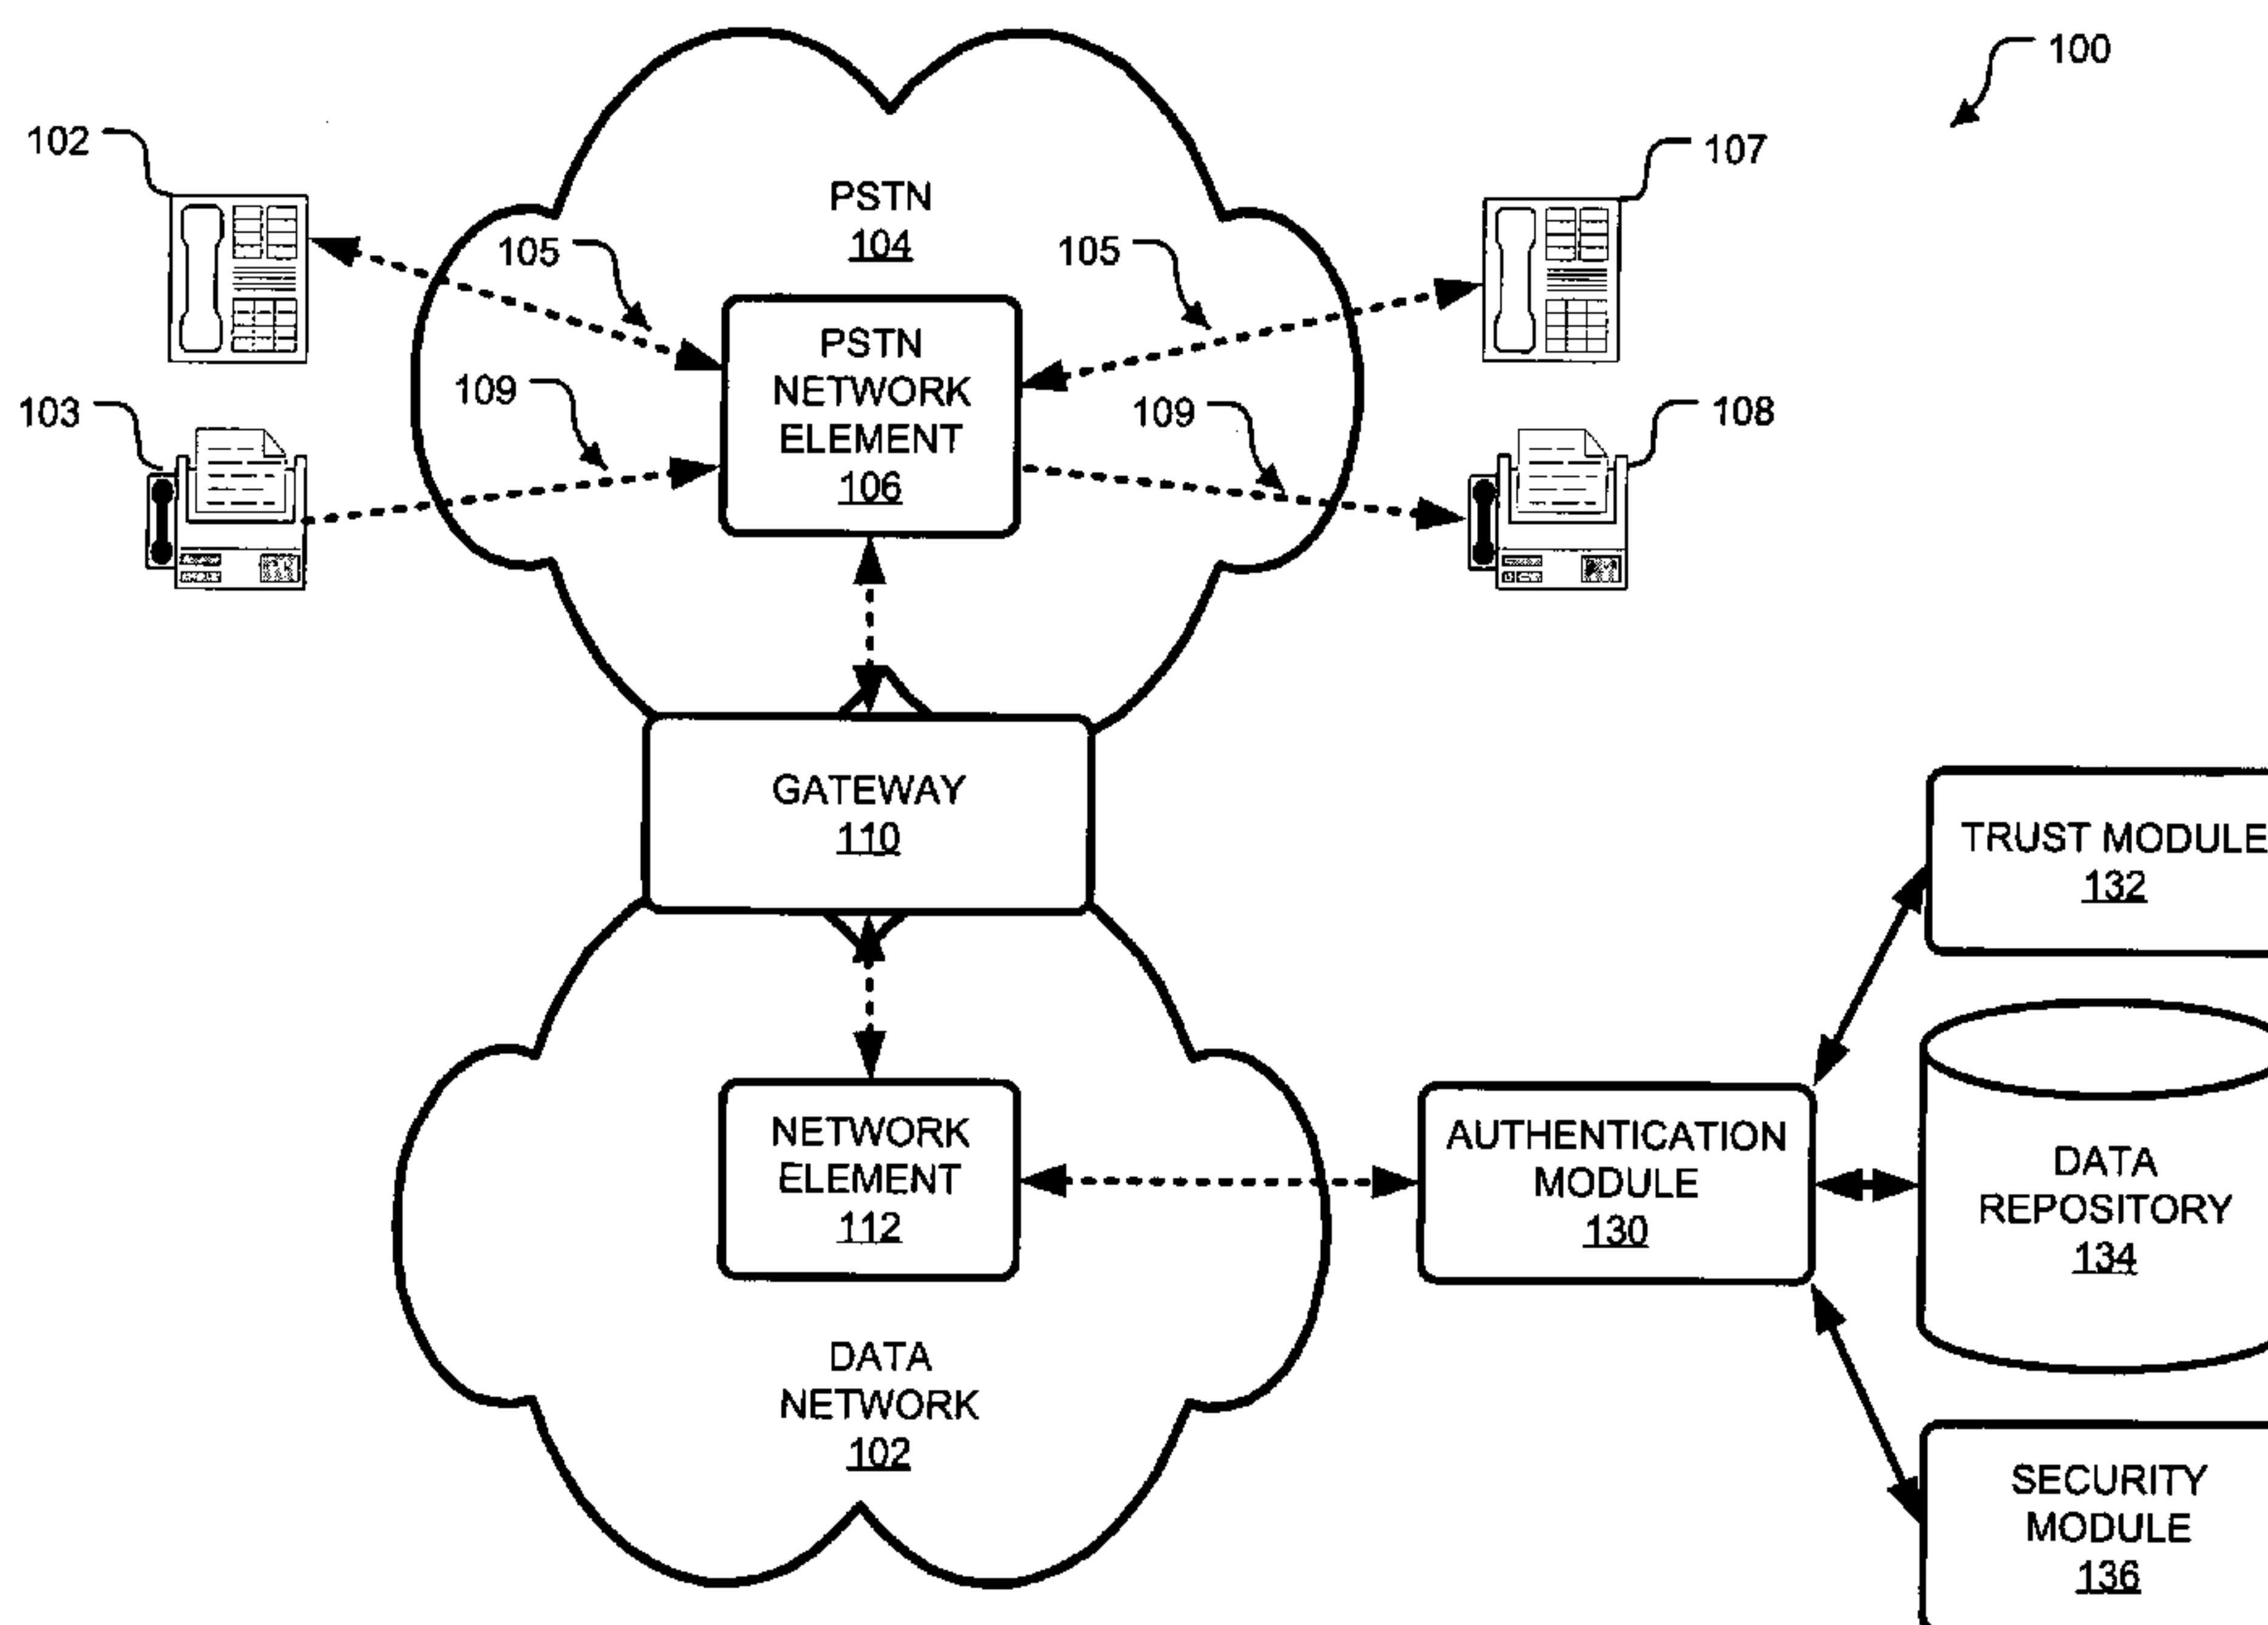 100
102
107
PSTN
104
105
105
PSTN
NETWORK
ELEMENT
106
103
109
109
108
GATEWAY
110
TRUST MODULE
132
NETWORK
ELEMENT
112
AUTHENTICATION
MODULE
130
DATA
REPOSITORY
134
DATA
NETWORK
102
SECURITY
MODULE
136